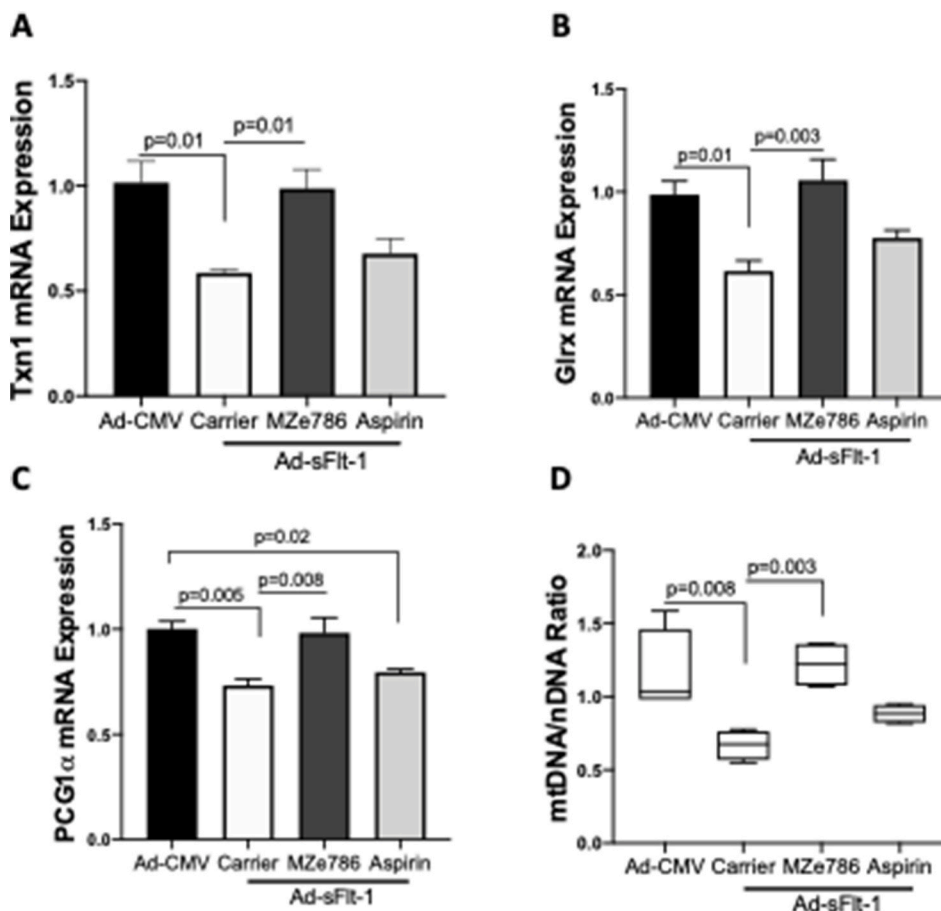 A
Txn1 mRNA Expression
1.5
1.0
0.5
0.0
p=0.01
p=0.01
Ad-CMV Carrier MZe786 Aspirin
Ad-sFlt-1
B
Glrx mRNA Expression
1.5
1.0
0.5
0.0
p=0.01
p=0.003
Ad-CMV Carrier MZe786 Aspirin
Ad-sFlt-1
C
PCG1α mRNA Expression
1.5
1.0
0.5
0.0
p=0.02
p=0.005
p=0.008
Ad-CMV Carrier MZe786 Aspirin
Ad-sFlt-1
D
mtDNA/nDNA Ratio
2.0
1.5
1.0
0.5
0.0
p=0.003
p=0.008
Ad-CMV Carrier MZe786 Aspirin
Ad-sFlt-1